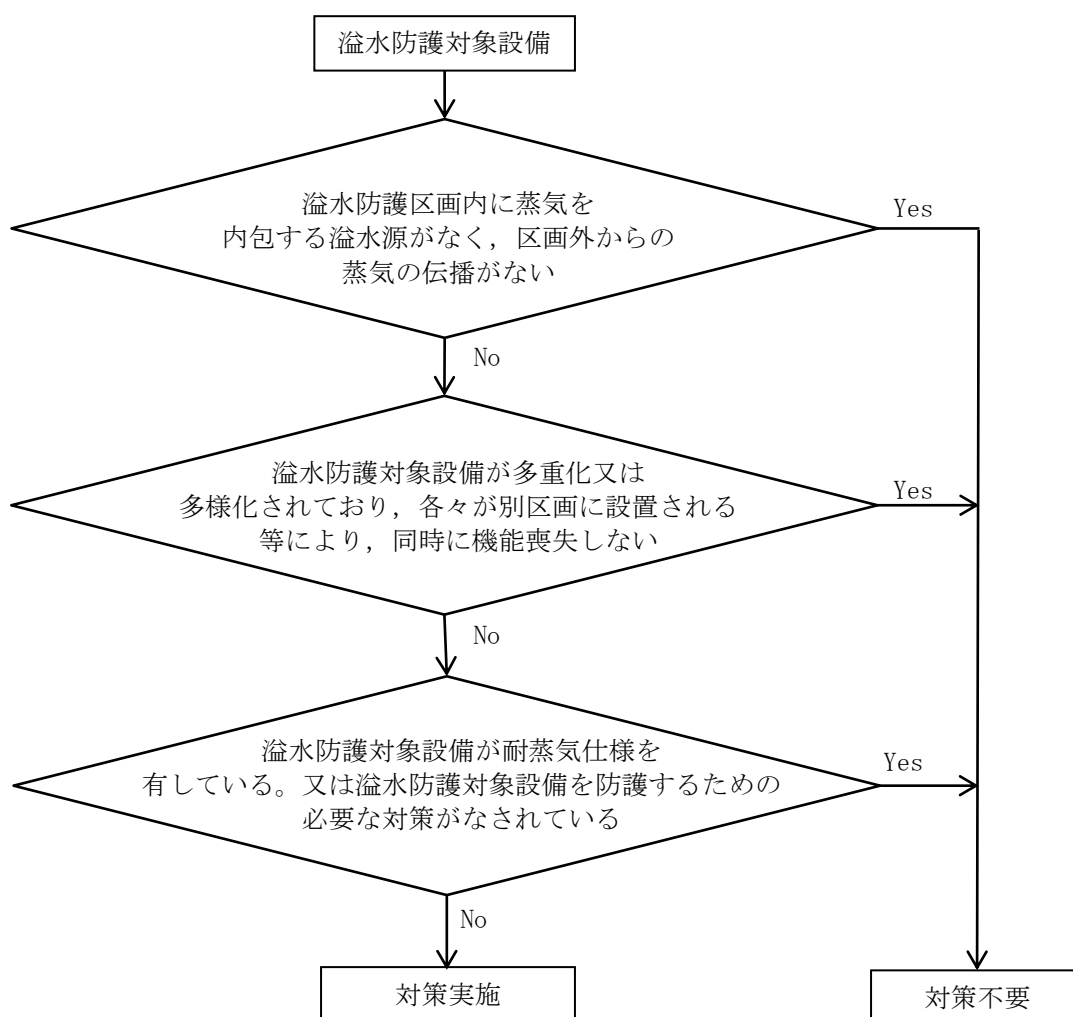 溢水防護対象設備
溢水防護区画内に蒸気を
内包する溢水源がなく，区画外からの
蒸気の伝播がない
Yes
No
溢水防護対象設備が多重化又は
多様化されており，各々が別区画に設置される
等により，同時に機能喪失しない
Yes
No
溢水防護対象設備が耐蒸気仕様を
有している。又は溢水防護対象設備を防護するための
必要な対策がなされている
Yes
No
対策実施
対策不要